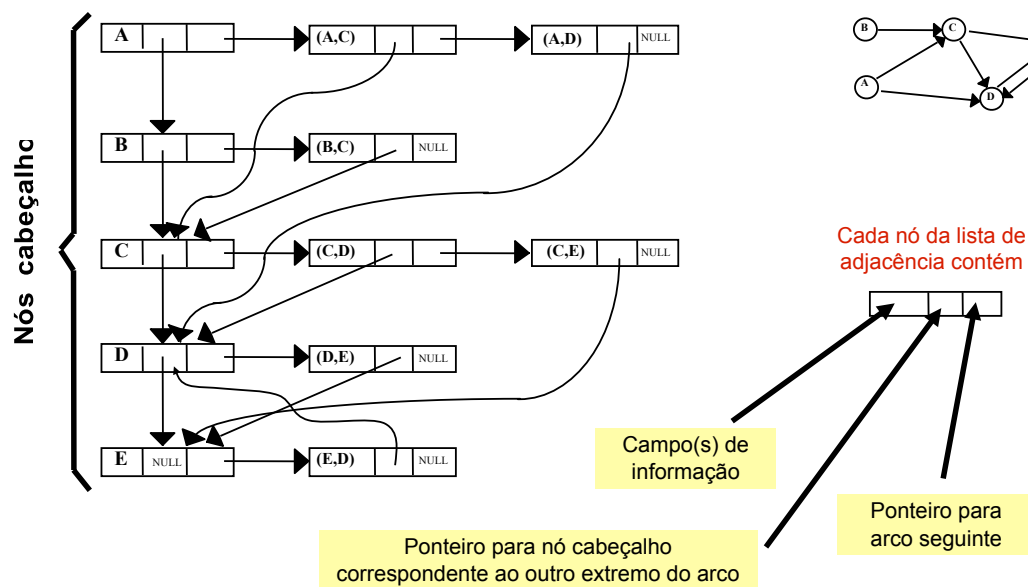 Nós cabeçalho
A
(A,C)
(A,D)
NULL
B
(B,C)
NULL
C
(C,D)
(C,E)
NULL
D
(D,E)
NULL
E
NULL
(E,D)
NULL
B
C
A
D
Cada nó da lista de
adjacência contém
Campo(s) de
informação
Ponteiro para
arco seguinte
Ponteiro para nó cabeçalho
correspondente ao outro extremo do arco